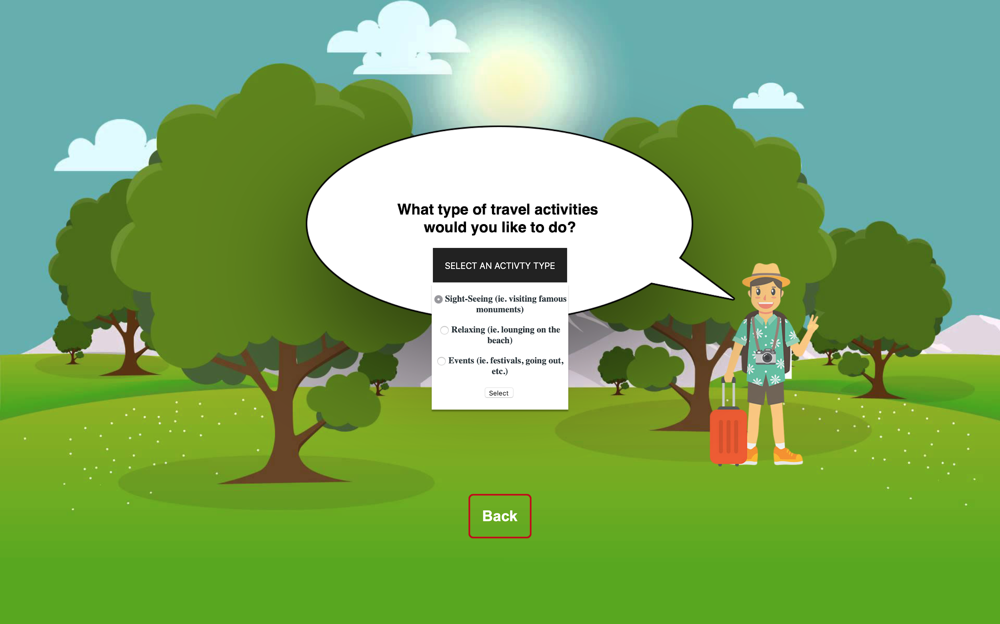 What type of travel activities
would you like to do?
SELECT AN ACTIVTY TYPE
Sight-Seeing (ie. visiting famous
monuments)
Relaxing (ie. lounging on the
beach)
Events (ie. festivals, going out,
etc.)
Select
Back